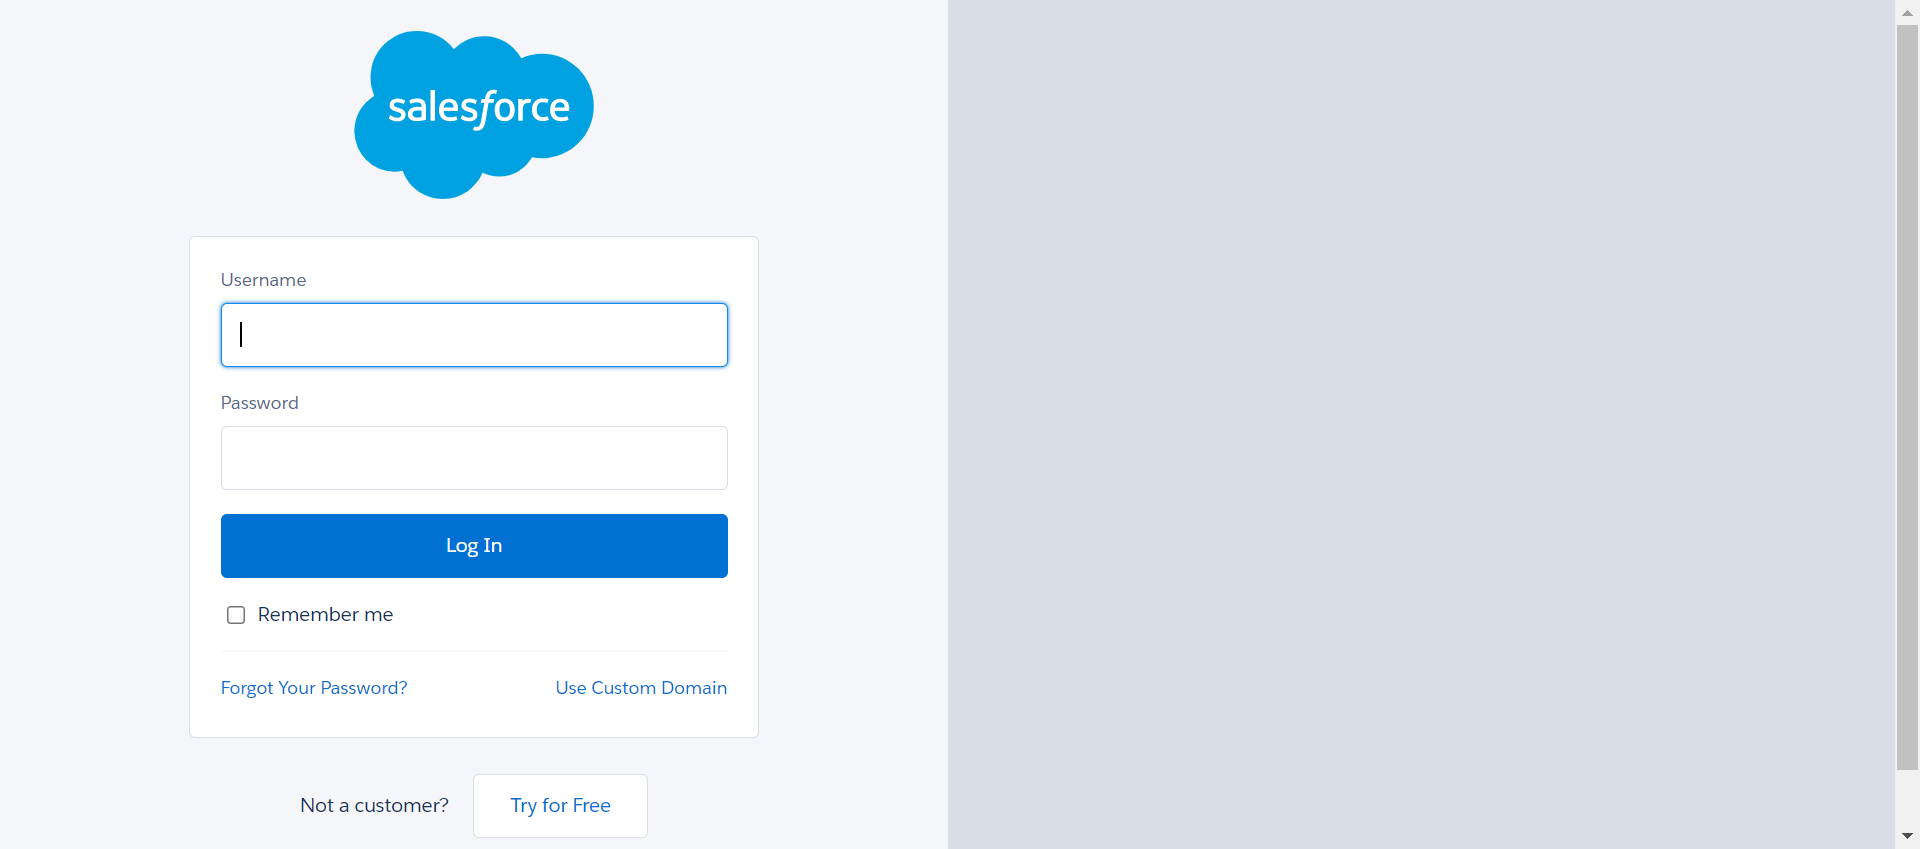 salesforce
Username
Password
Log In
Remember me
Forgot Your Password? Use Custom Domain
Not a customer? Try for Free